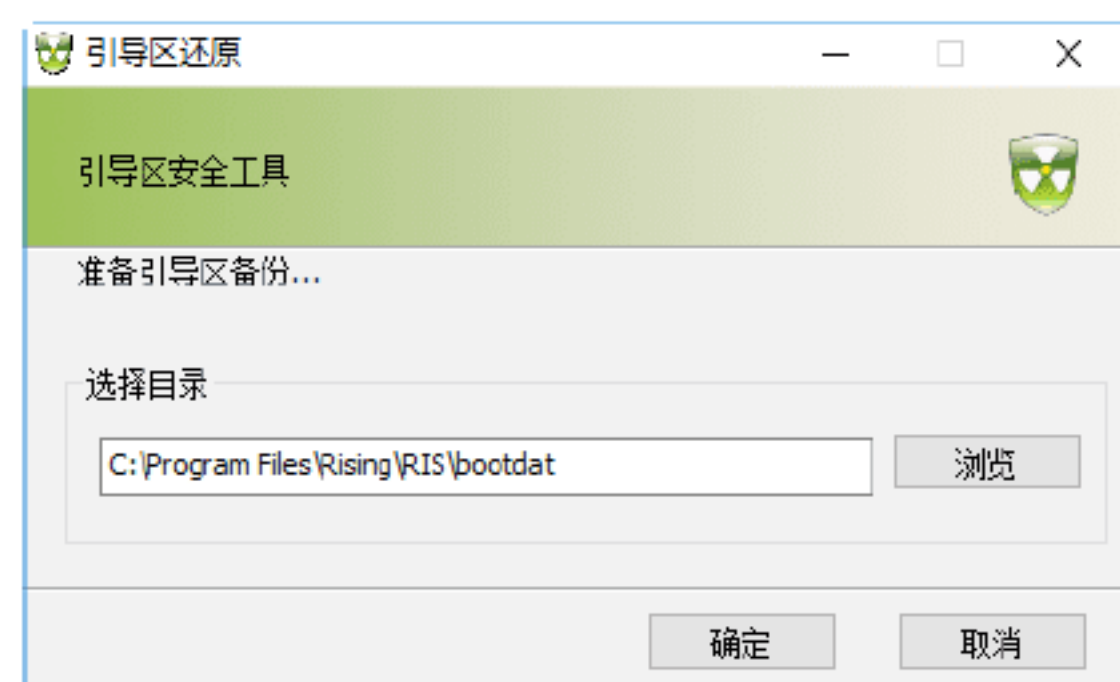 引导区还原
引导区安全工具
准备引导区备份...
选择目录
C:\Program Files\Rising\RIS\bootdat
浏览
确定
取消